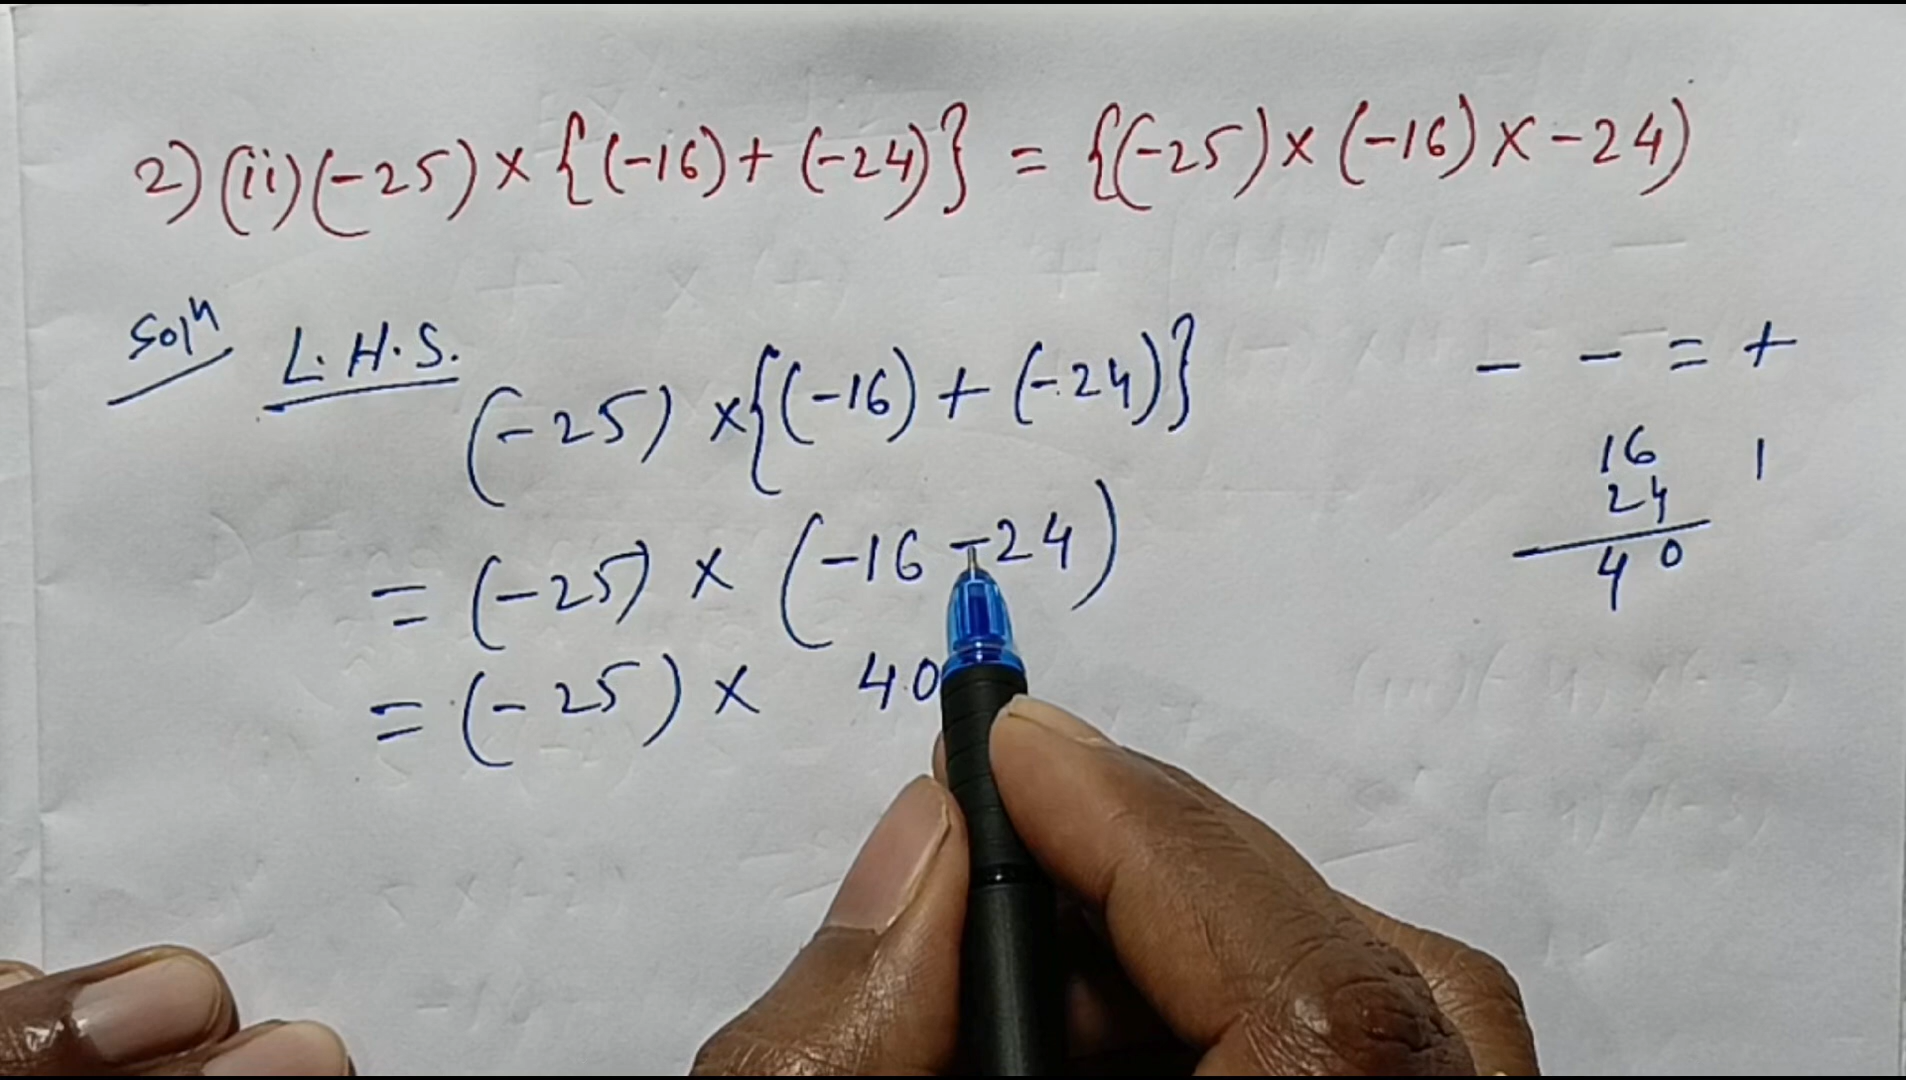 2) (ii) (-25) × {(-16) + (-24)} = {(-25) × (-16) × -24)
Solⁿ L.H.S.
(-25) × {(-16) + (-24)}
= (-25) × (-16 -24)
= (-25) × 40
- - = +
16 1
24
40